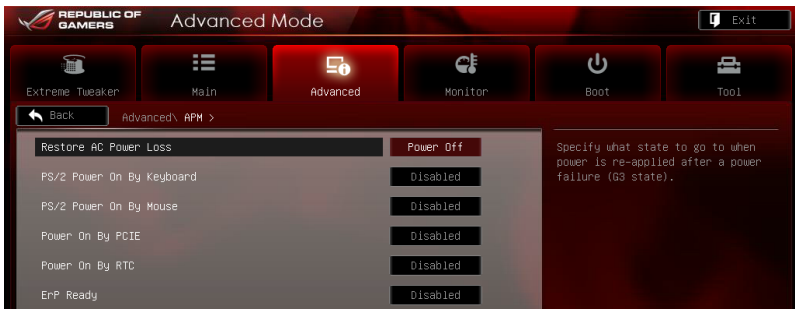 REPUBLIC OF
GAMERS
Advanced Mode
Exit
Extreme Tweaker
Main
Advanced
Monitor
Boot
Tool
Back
Advanced\ APM >
Restore AC Power Loss
Power Off
PS/2 Power On By Keyboard
Disabled
PS/2 Power On By Mouse
Disabled
Power On By PCIE
Disabled
Power On By RTC
Disabled
ErP Ready
Disabled
Specify what state to go to when
power is re-applied after a power
failure (G3 state).